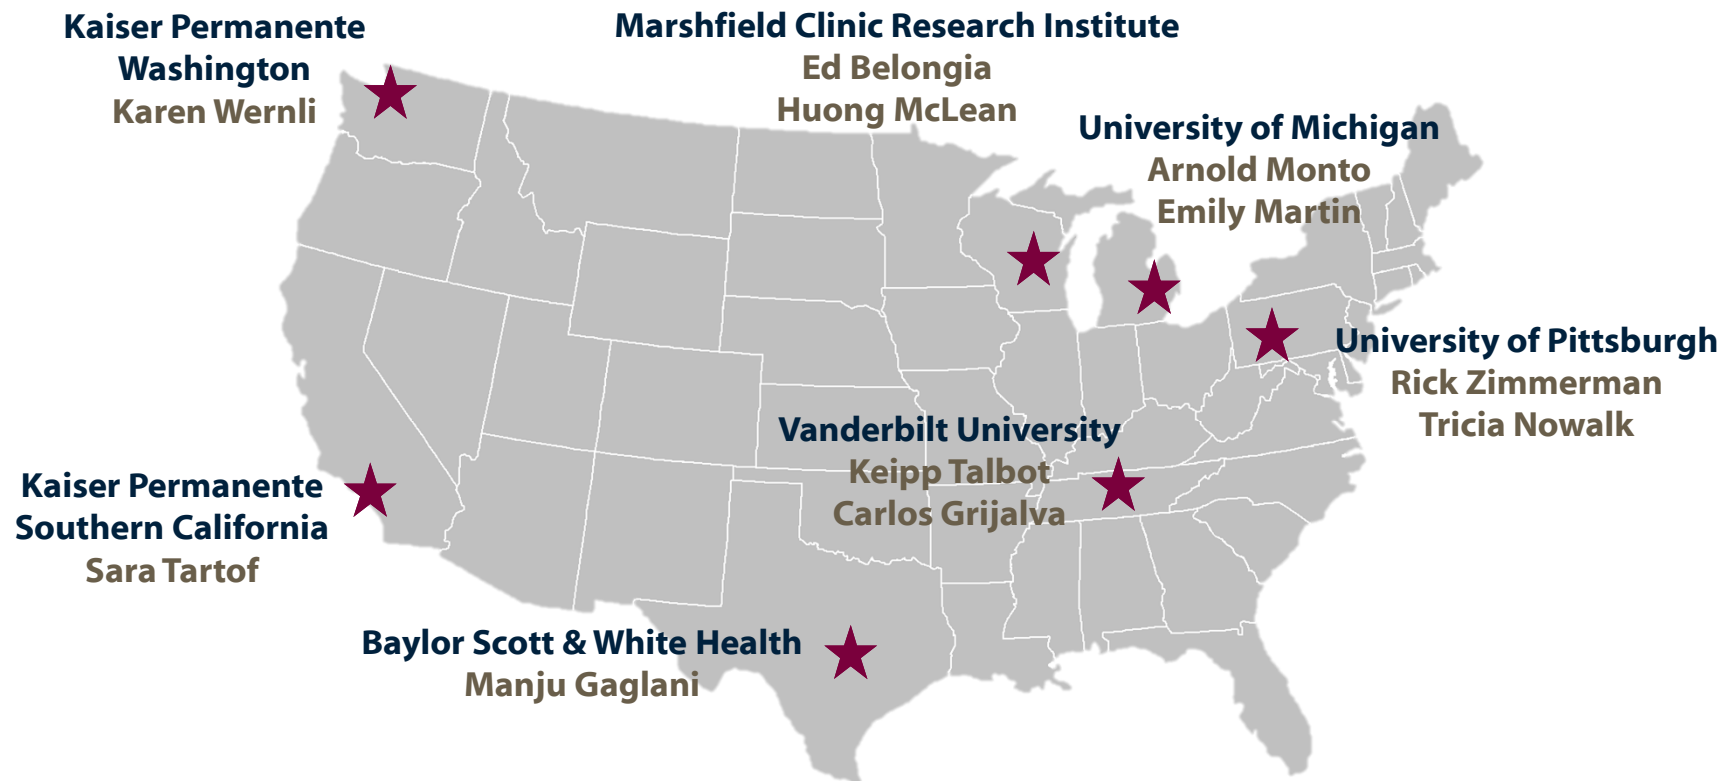 Kaiser Permanente
Washington
Karen Wernli
Marshfield Clinic Research Institute
Ed Belongia
Huong McLean
University of Michigan
Arnold Monto
Emily Martin
University of Pittsburgh
Rick Zimmerman
Tricia Nowalk
Vanderbilt University
Keipp Talbot
Carlos Grijalva
Kaiser Permanente
Southern California
Sara Tartof
Baylor Scott & White Health
Manju Gaglani